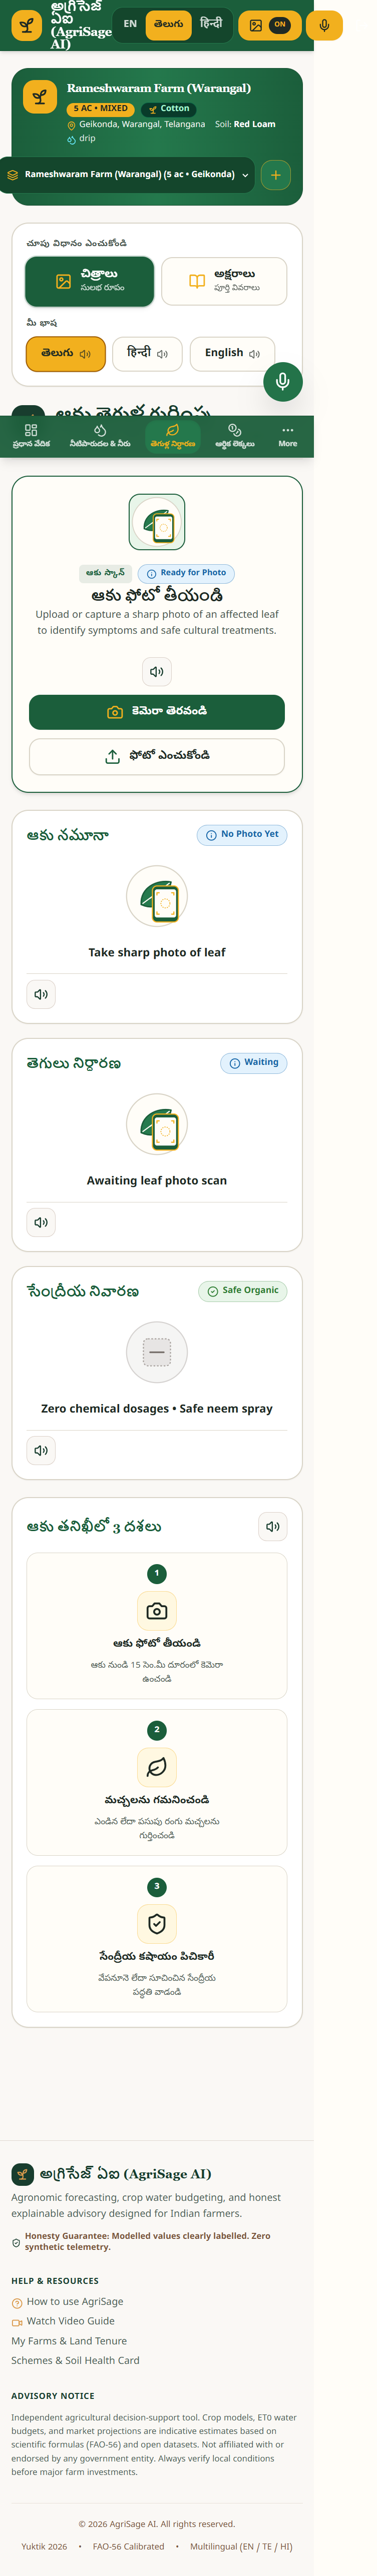 అగ్రిసేజ్
ఏఐ
(AgriSage
AI)
EN తెలుగు हिन्दी ON
Rameshwaram Farm (Warangal)
5 AC • MIXED Cotton
Geikonda, Warangal, Telangana Soil: Red Loam
drip
Rameshwaram Farm (Warangal) (5 ac • Geikonda)
చూపు విధానం ఎంచుకోండి
చిత్రాలు
సులభ రూపం
అక్షరాలు
పూర్తి వివరాలు
మీ భాష
తెలుగు हिन्दी English
ప్రధాన వేదిక నీటిపారుదల & నీరు తెగుళ్ల నిర్ధారణ ఆర్థిక లెక్కలు More
ఆకు స్కాన్ Ready for Photo
ఆకు ఫోటో తీయండి
Upload or capture a sharp photo of an affected leaf
to identify symptoms and safe cultural treatments.
కెమెరా తెరవండి
ఫోటో ఎంచుకోండి
ఆకు నమూనా No Photo Yet
Take sharp photo of leaf
తెగులు నిర్ధారణ Waiting
Awaiting leaf photo scan
సేంద్రీయ నివారణ Safe Organic
Zero chemical dosages • Safe neem spray
ఆకు తనిఖీలో 3 దశలు
1
ఆకు ఫోటో తీయండి
ఆకు నుండి 15 సెం.మీ దూరంలో కెమెరా
ఉంచండి
2
మచ్చలను గమనించండి
ఎండిన లేదా పసుపు రంగు మచ్చలను
గుర్తించండి
3
సేంద్రీయ కషాయం పిచికారీ
వేపనూనె లేదా సూచించిన సేంద్రీయ
పద్ధతి వాడండి
అగ్రిసేజ్ ఏఐ (AgriSage AI)
Agronomic forecasting, crop water budgeting, and honest
explainable advisory designed for Indian farmers.
Honesty Guarantee: Modelled values clearly labelled. Zero
synthetic telemetry.
HELP & RESOURCES
How to use AgriSage
Watch Video Guide
My Farms & Land Tenure
Schemes & Soil Health Card
ADVISORY NOTICE
Independent agricultural decision-support tool. Crop models, ET0 water
budgets, and market projections are indicative estimates based on
scientific formulas (FAO-56) and open datasets. Not affiliated with or
endorsed by any government entity. Always verify local conditions
before major farm investments.
© 2026 AgriSage AI. All rights reserved.
Yuktik 2026 • FAO-56 Calibrated • Multilingual (EN / TE / HI)